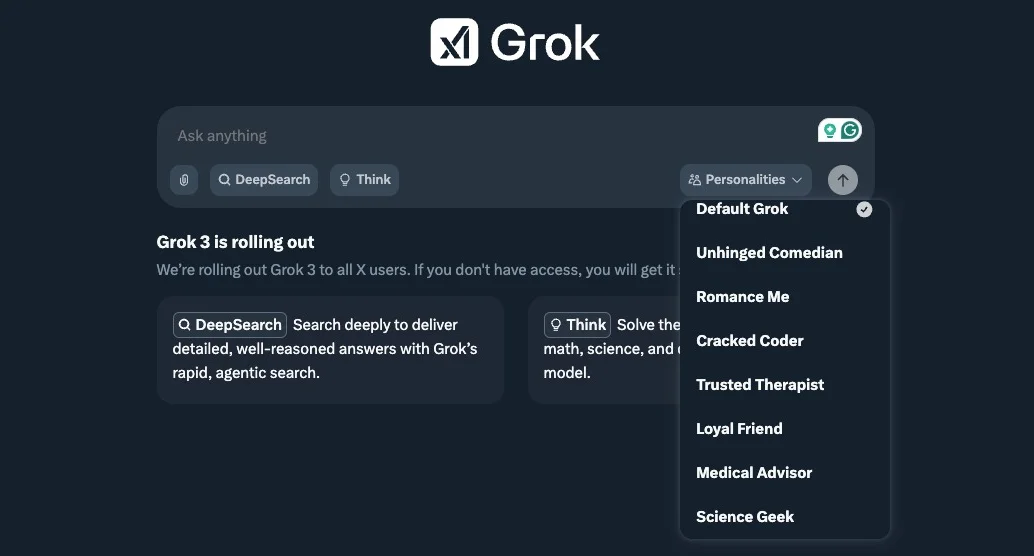 Grok
Ask anything
DeepSearch
Think
Personalities
Default Grok
Unhinged Comedian
Romance Me
Cracked Coder
Trusted Therapist
Loyal Friend
Medical Advisor
Science Geek
Grok 3 is rolling out
We’re rolling out Grok 3 to all X users. If you don't have access, you will get it
DeepSearch Search deeply to deliver
detailed, well-reasoned answers with Grok’s
rapid, agentic search.
Think Solve the
math, science, and
model.